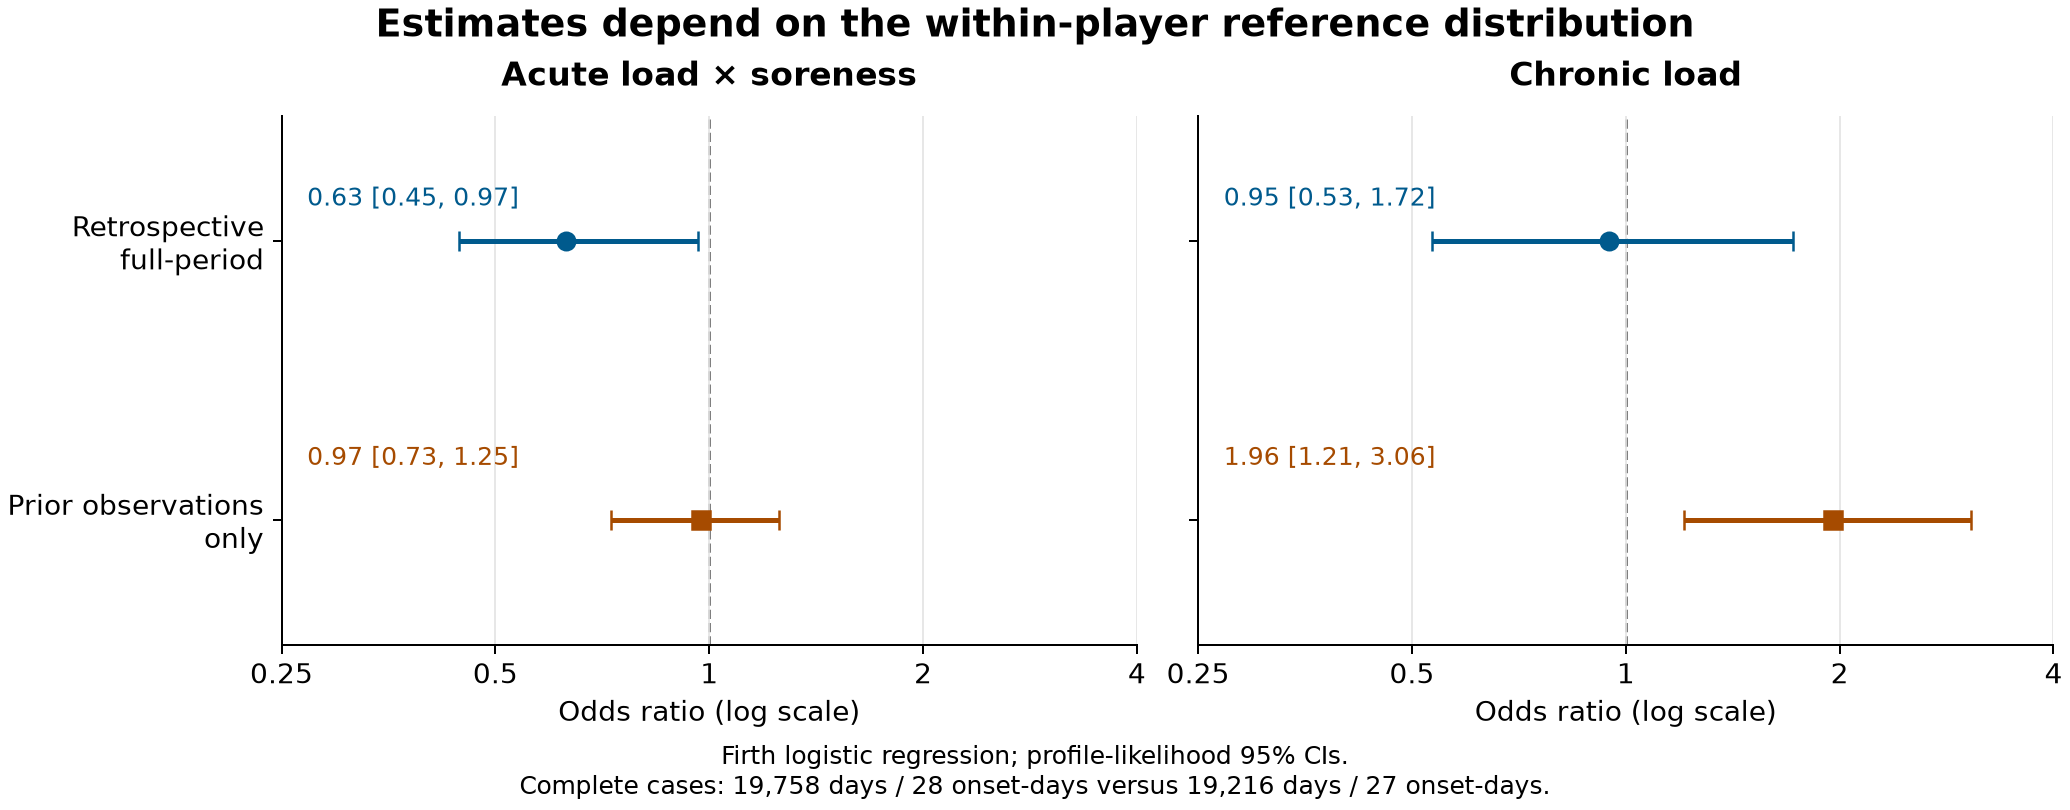 Estimates depend on the within-player reference distribution
Acute load × soreness
Chronic load
0.63 [0.45, 0.97]
0.95 [0.53, 1.72]
Retrospective
full-period
0.97 [0.73, 1.25]
1.96 [1.21, 3.06]
Prior observations
only
0.25 0.5 1 2 4
0.25 0.5 1 2 4
Odds ratio (log scale)
Odds ratio (log scale)
Firth logistic regression; profile-likelihood 95% CIs.
Complete cases: 19,758 days / 28 onset-days versus 19,216 days / 27 onset-days.